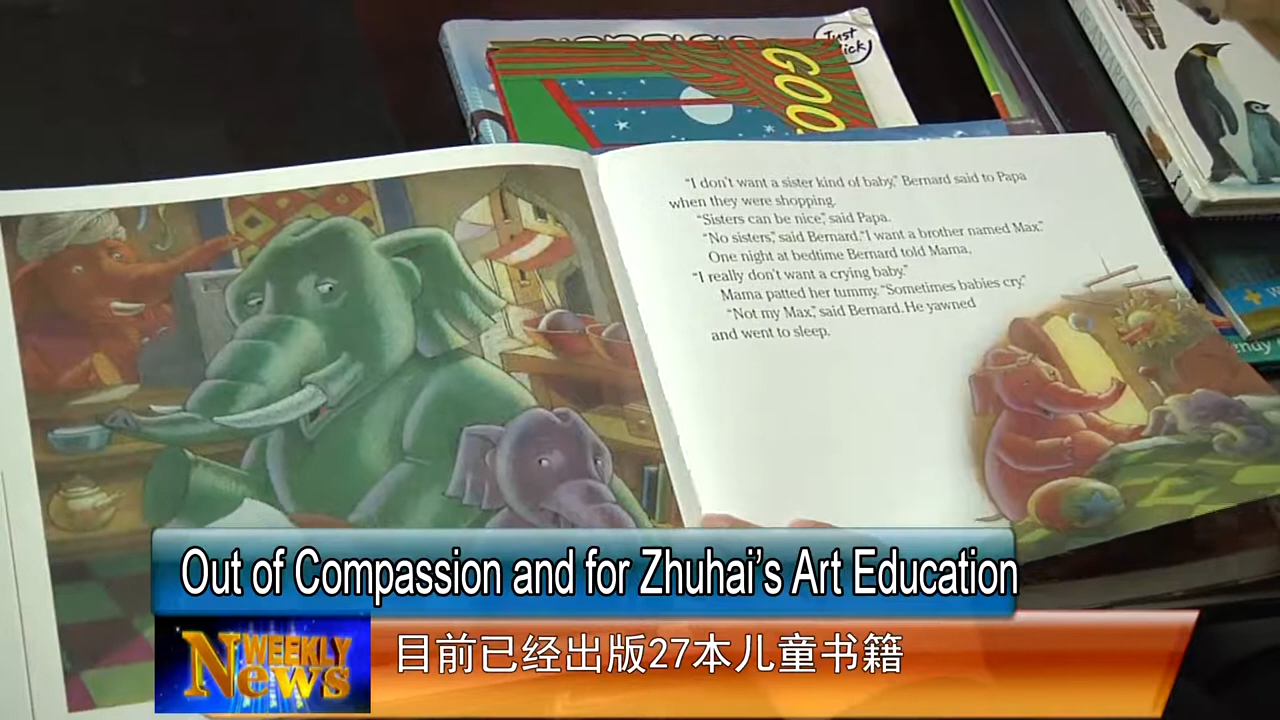 Just
GOO
"I don't want a sister kind of baby," Bernard said to Papa
when they were shopping.
"Sisters can be nice," said Papa.
"No sisters," said Bernard. "I want a brother named Max."
One night at bedtime Bernard told Mama,
"I really don't want a crying baby."
Mama patted her tummy. "Sometimes babies cry."
"Not my Max," said Bernard. He yawned
and went to sleep.
Out of Compassion and for Zhuhai's Art Education
WEEKLY
News
目前已经出版27本儿童书籍